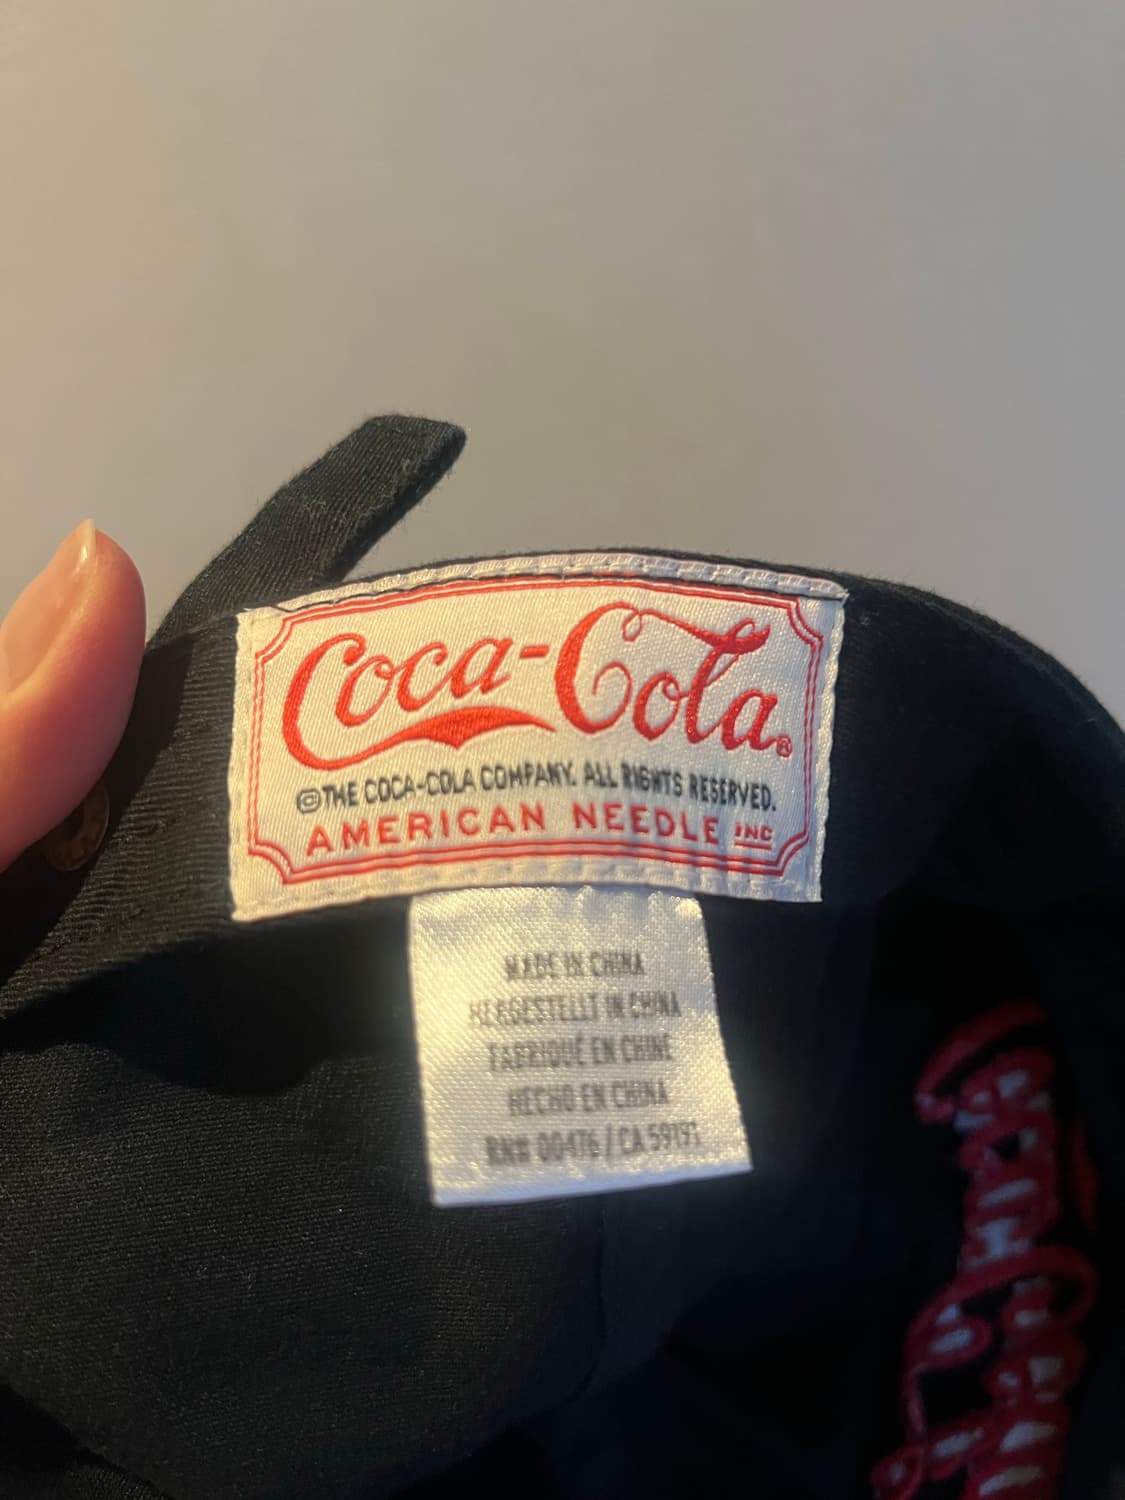 Coca-Cola®
©THE COCA-COLA COMPANY. ALL RIGHTS RESERVED.
AMERICAN NEEDLE INC
MADE IN CHINA
HERGESTELLT IN CHINA
FABRIQUÉ EN CHINE
HECHO EN CHINA
RN# 00476 / CA 59197